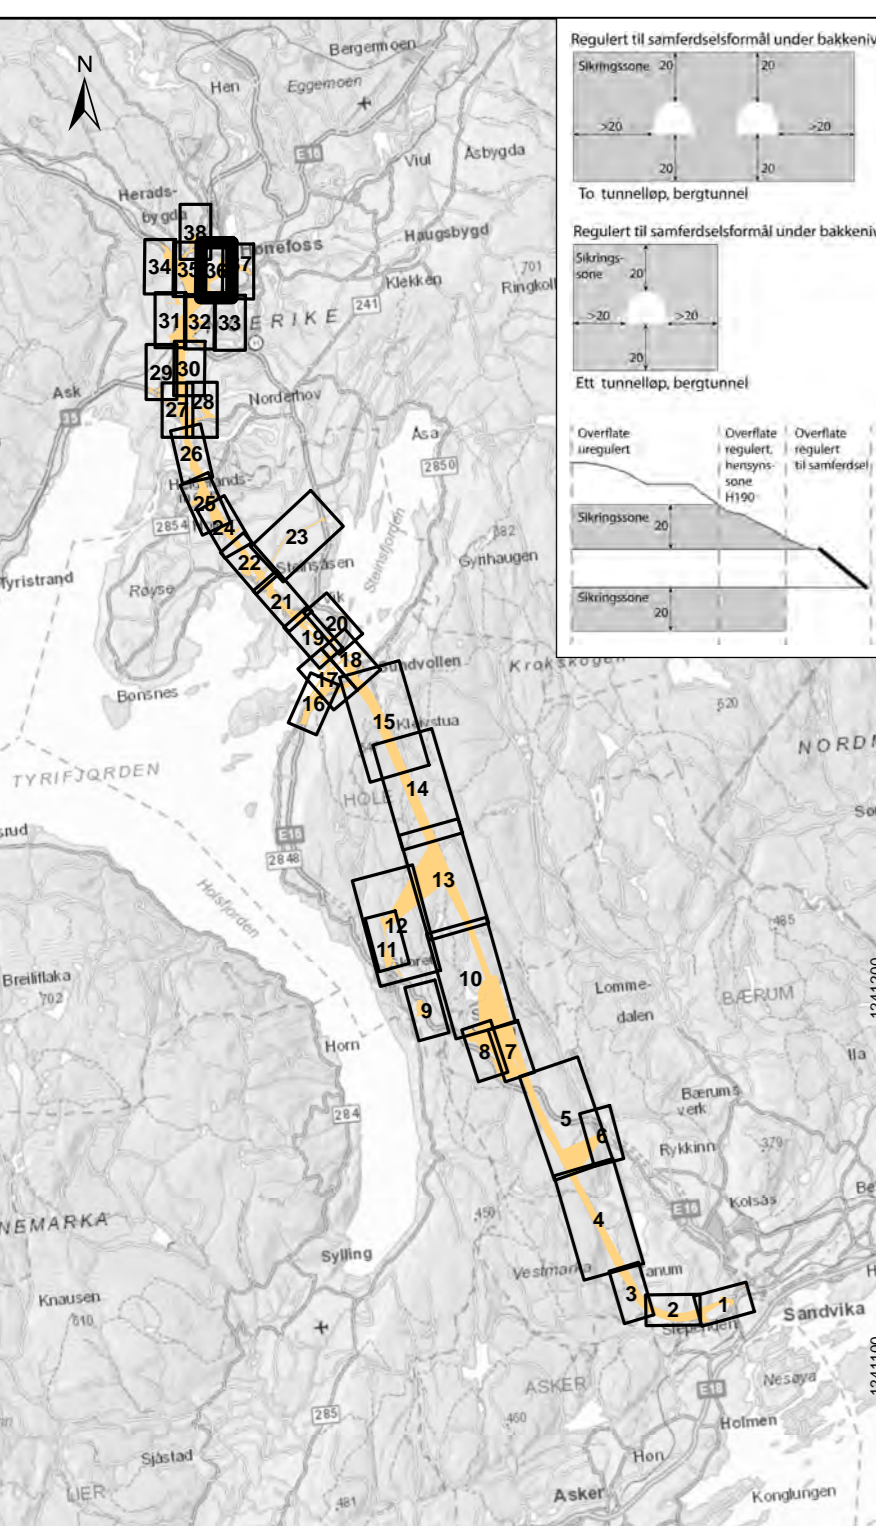 N
Bergermoen
Hen
Eggemoen
E16
Viul
Åsbygda
Herads-
bygda
Haugsbygd
Hønefoss
38
34
35
36
Klekken
701
241
31
32
33
ERIKE
H
29
30
Ask
35
27
28
Norderhov
Åsa
26
2850
25
2854
24
23
Steinsfjorden
Gyrihaugen
22
Steinsåsen
Tyristrand
Røyse
21
20
19
18
Sundvollen
Krokskogen
17
16
Bønsnes
520
15
Kleivstua
NORDM
TYRIFJORDEN
14
HOLE
E16
2848
13
Holsfjorden
485
12
11
Breiliflaka
702
10
Lomme-
dalen
BÆRUM
9
8
7
Horn
5
Bærums
verk
284
6
379
Rykkinn
Kolsås
450
4
E16
NEMARKA
Sylling
Vestmarka
3
2
1
Sandvika
Knausen
Slependen
ASKER
E18
Nesøya
285
460
Holmen
Sjåstad
Hon
LIER
481
Asker
Konglungen
1241200
1241100
Regulert til samferdselsformål under bakkeniv
Sikringssone
20
20
>20
>20
20
20
To tunnelløp, bergtunnel
Regulert til samferdselsformål under bakkeniv
Sikrings-
sone
20
>20
>20
20
Ett tunnelløp, bergtunnel
Overflate
uregulert
Overflate
regulert,
hensyns-
sone
H190
Overflate
regulert
til samferdsel
Sikringssone
20
Sikringssone
20